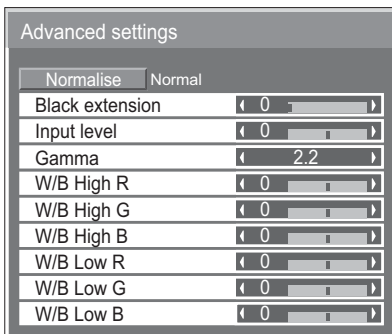 Advanced settings
Normalise Normal
Black extension 0
Input level 0
Gamma 2.2
W/B High R 0
W/B High G 0
W/B High B 0
W/B Low R 0
W/B Low G 0
W/B Low B 0